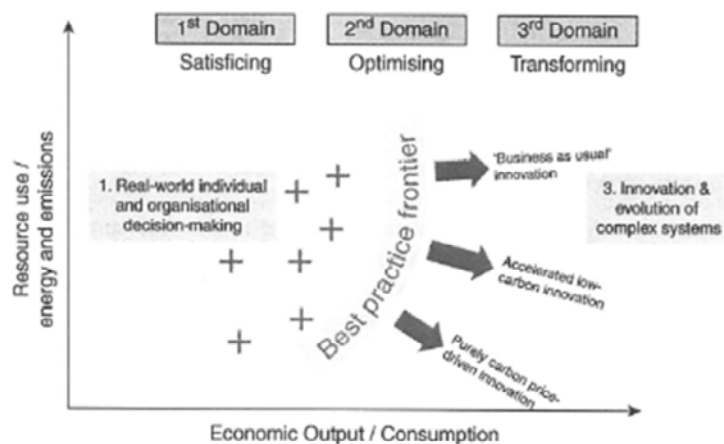 1st Domain
2nd Domain
3rd Domain
Satisficing
Optimising
Transforming
Resource use /
energy and emissions
1. Real-world individual
and organisational
decision-making
Best practice frontier
'Business as usual'
innovation
Accelerated low-
carbon innovation
Purely carbon price-
driven innovation
3. Innovation &
evolution of
complex systems
Economic Output / Consumption